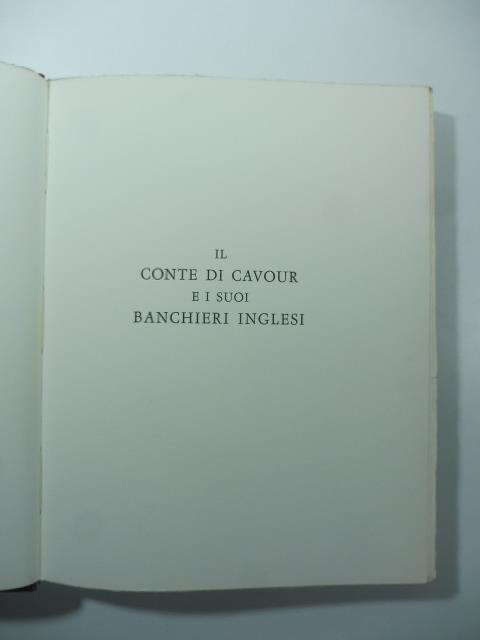 IL
CONTE DI CAVOUR
E I SUOI
BANCHIERI INGLESI